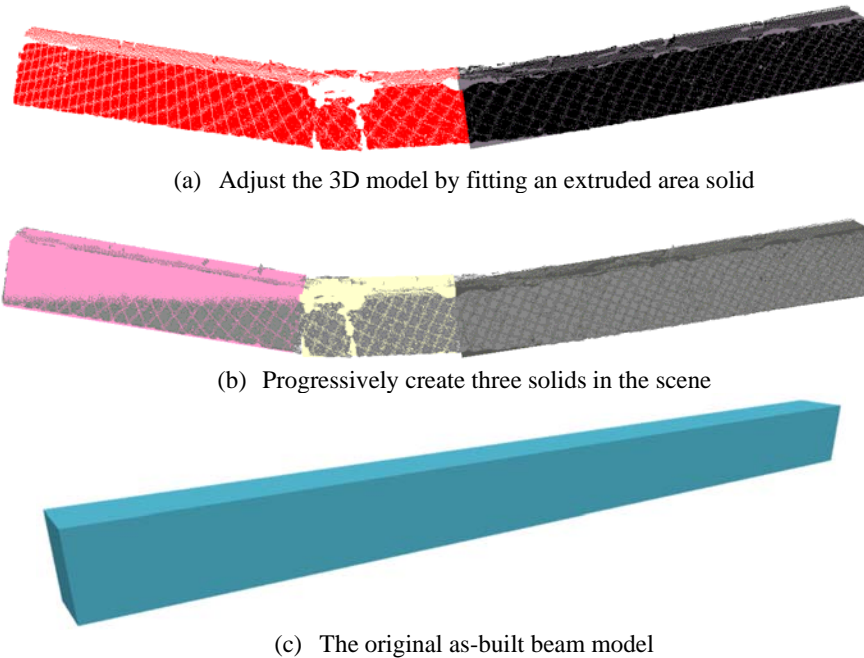 (a) Adjust the 3D model by fitting an extruded area solid
(b) Progressively create three solids in the scene
(c) The original as-built beam model